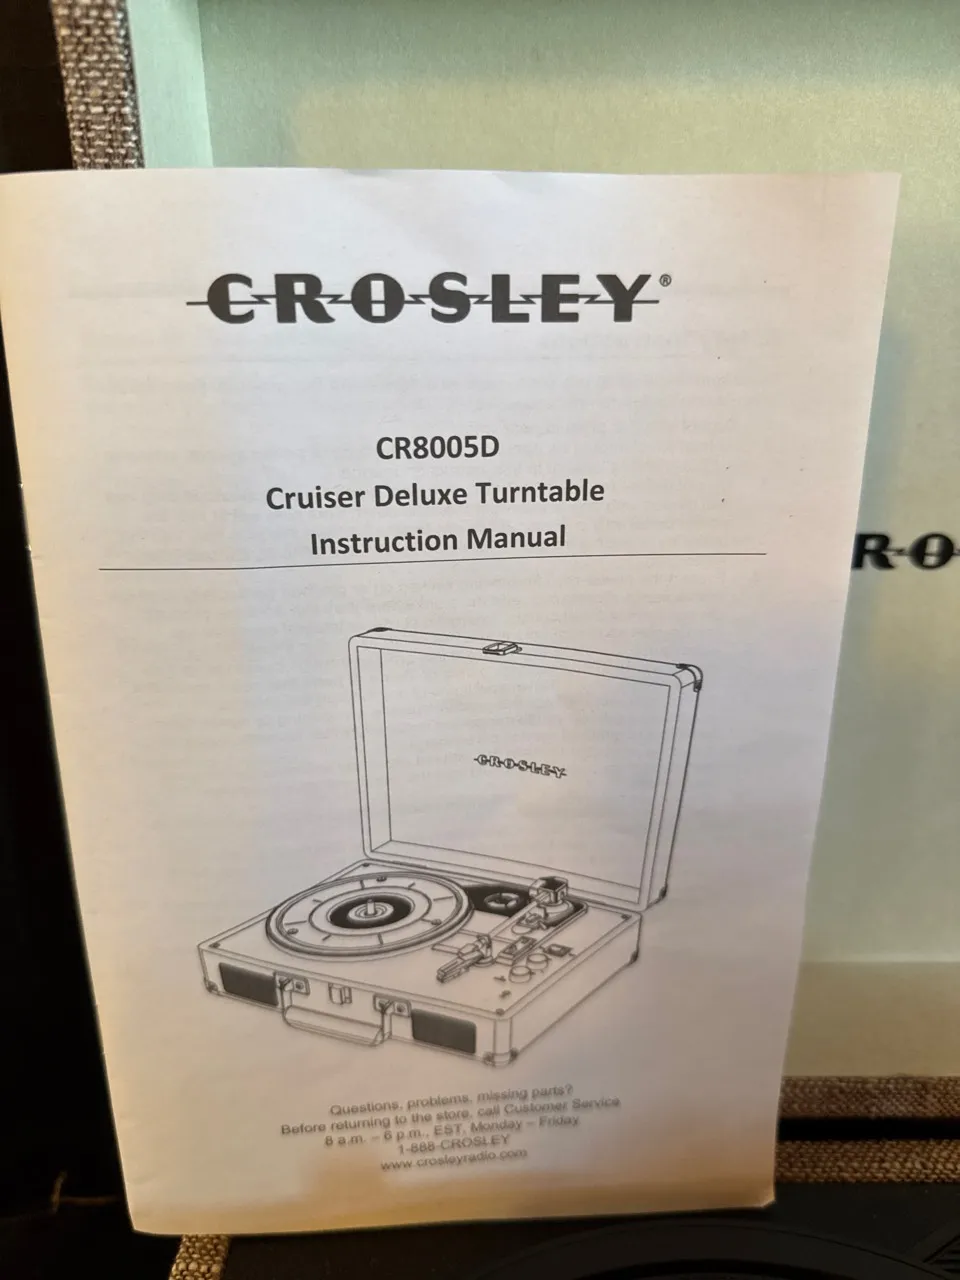 CROSLEY®
CR8005D
Cruiser Deluxe Turntable
Instruction Manual
RO
CROSLEY
Questions, problems, missing parts?
Before returning to the store, call Customer Service
8 a.m. – 6 p.m., EST, Monday – Friday
1-888-CROSLEY
www.crosleyradio.com